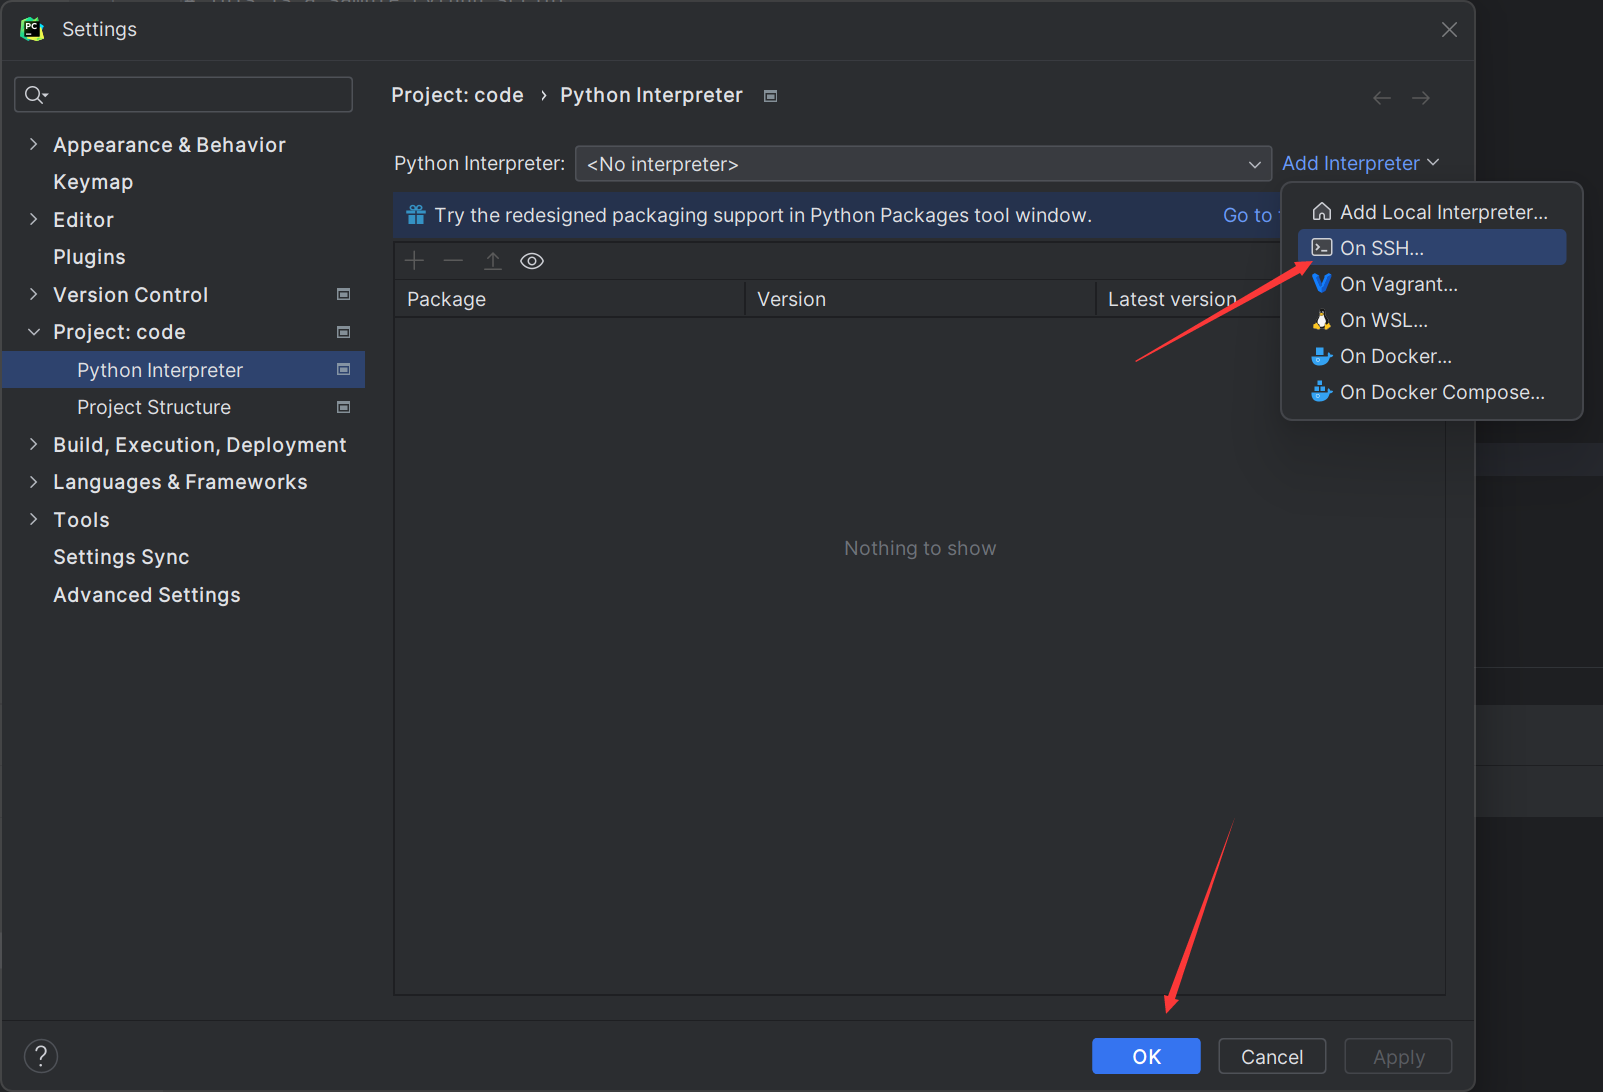 PC
Settings
Project: code › Python Interpreter
Appearance & Behavior
Keymap
Editor
Plugins
Version Control
Project: code
Python Interpreter
Project Structure
Build, Execution, Deployment
Languages & Frameworks
Tools
Settings Sync
Advanced Settings
Python Interpreter: <No interpreter> Add Interpreter
Try the redesigned packaging support in Python Packages tool window. Go to
Package Version Latest version
Nothing to show
Add Local Interpreter...
On SSH...
On Vagrant...
On WSL...
On Docker...
On Docker Compose...
? OK Cancel Apply